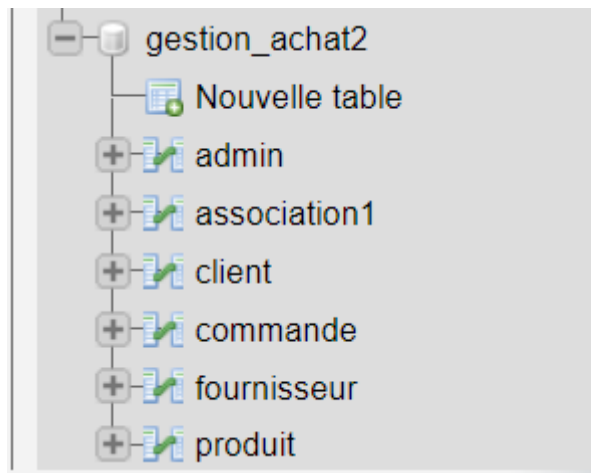 gestion_achat2
Nouvelle table
admin
association1
client
commande
fournisseur
produit